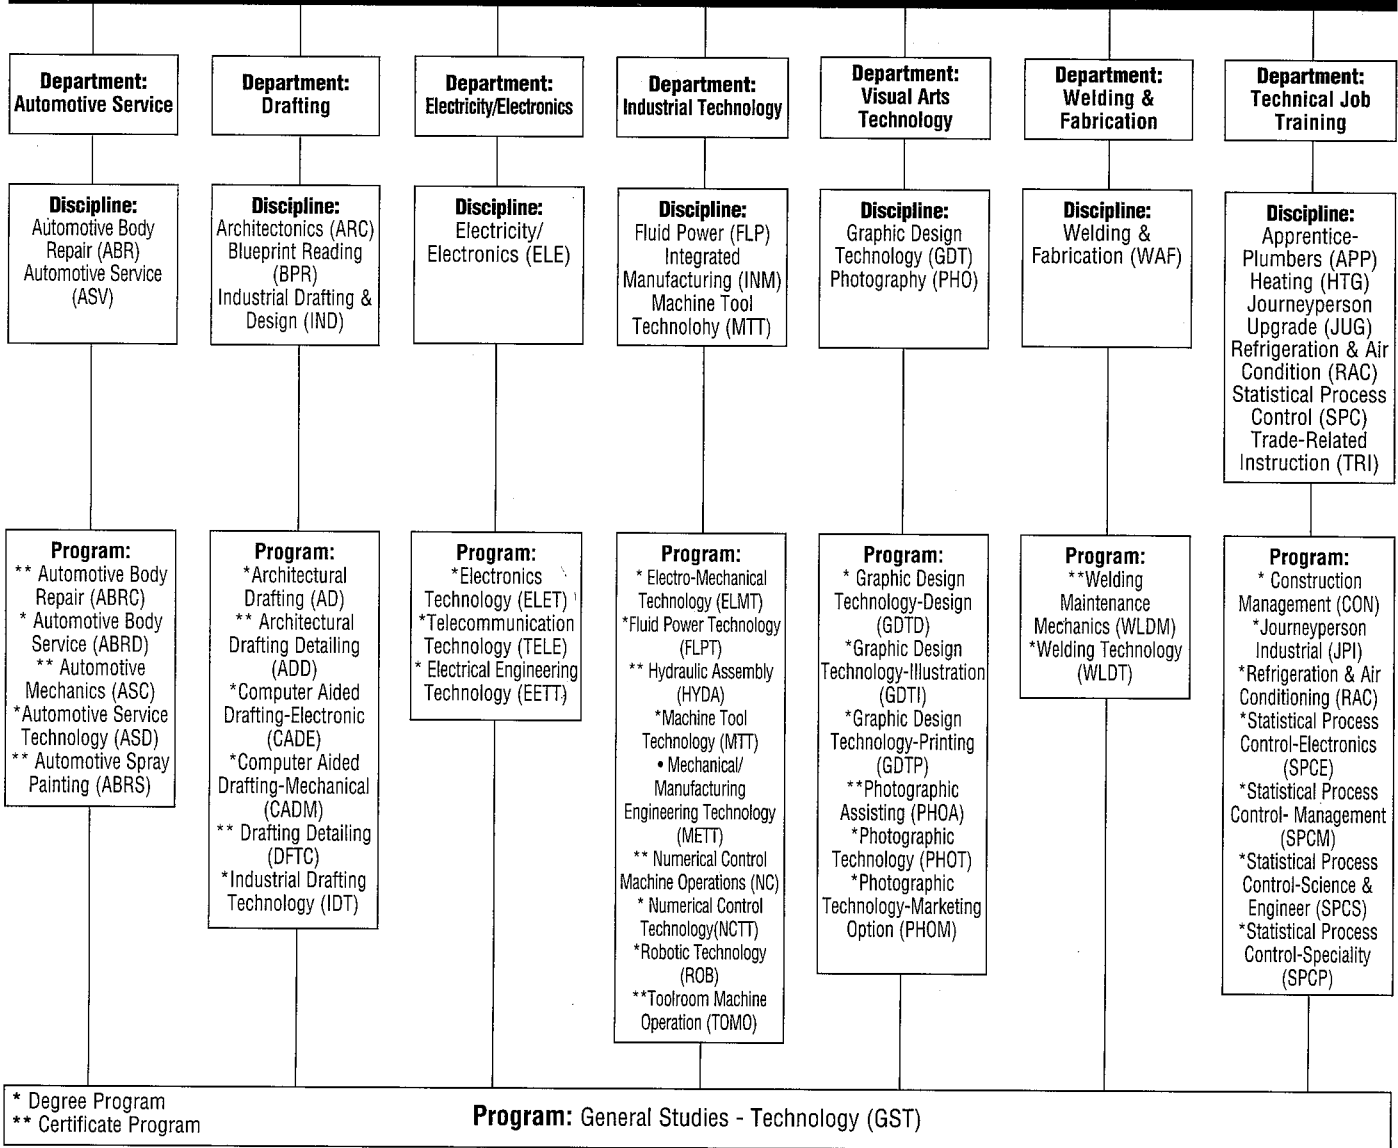 Department:
Automotive Service
Department:
Drafting
Department:
Electricity/Electronics
Department:
Industrial Technology
Department:
Visual Arts
Technology
Department:
Welding &
Fabrication
Department:
Technical Job
Training
Discipline:
Automotive Body
Repair (ABR)
Automotive Service
(ASV)
Discipline:
Architectonics (ARC)
Blueprint Reading
(BPR)
Industrial Drafting &
Design (IND)
Discipline:
Electricity/
Electronics (ELE)
Discipline:
Fluid Power (FLP)
Integrated
Manufacturing (INM)
Machine Tool
Technolohy (MTT)
Discipline:
Graphic Design
Technology (GDT)
Photography (PHO)
Discipline:
Welding &
Fabrication (WAF)
Discipline:
Apprentice-
Plumbers (APP)
Heating (HTG)
Journeyperson
Upgrade (JUG)
Refrigeration & Air
Condition (RAC)
Statistical Process
Control (SPC)
Trade-Related
Instruction (TRI)
Program:
** Automotive Body
Repair (ABRC)
* Automotive Body
Service (ABRD)
** Automotive
Mechanics (ASC)
*Automotive Service
Technology (ASD)
** Automotive Spray
Painting (ABRS)
Program:
*Architectural
Drafting (AD)
** Architectural
Drafting Detailing
(ADD)
*Computer Aided
Drafting-Electronic
(CADE)
*Computer Aided
Drafting-Mechanical
(CADM)
** Drafting Detailing
(DFTC)
*Industrial Drafting
Technology (IDT)
Program:
*Electronics
Technology (ELET)
*Telecommunication
Technology (TELE)
* Electrical Engineering
Technology (EETT)
Program:
* Electro-Mechanical
Technology (ELMT)
*Fluid Power Technology
(FLPT)
** Hydraulic Assembly
(HYDA)
*Machine Tool
Technology (MTT)
• Mechanical/
Manufacturing
Engineering Technology
(METT)
** Numerical Control
Machine Operations (NC)
* Numerical Control
Technology(NCTT)
*Robotic Technology
(ROB)
**Toolroom Machine
Operation (TOMO)
Program:
* Graphic Design
Technology-Design
(GDTD)
*Graphic Design
Technology-Illustration
(GDTI)
*Graphic Design
Technology-Printing
(GDTP)
**Photographic
Assisting (PHOA)
*Photographic
Technology (PHOT)
*Photographic
Technology-Marketing
Option (PHOM)
Program:
**Welding
Maintenance
Mechanics (WLDM)
*Welding Technology
(WLDT)
Program:
* Construction
Management (CON)
*Journeyperson
Industrial (JPI)
*Refrigeration & Air
Conditioning (RAC)
*Statistical Process
Control-Electronics
(SPCE)
*Statistical Process
Control- Management
(SPCM)
*Statistical Process
Control-Science &
Engineer (SPCS)
*Statistical Process
Control-Speciality
(SPCP)
* Degree Program
** Certificate Program
Program: General Studies - Technology (GST)